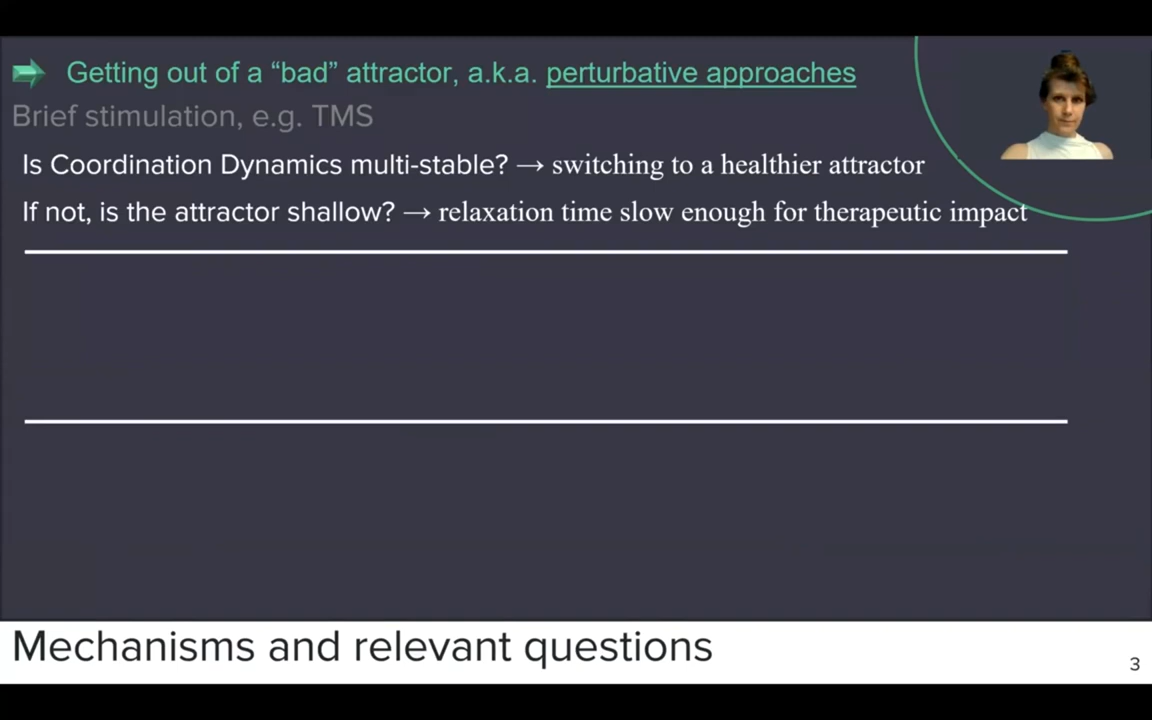 Getting out of a “bad” attractor, a.k.a. perturbative approaches
Brief stimulation, e.g. TMS
Is Coordination Dynamics multi-stable? → switching to a healthier attractor
If not, is the attractor shallow? → relaxation time slow enough for therapeutic impact
Mechanisms and relevant questions
3